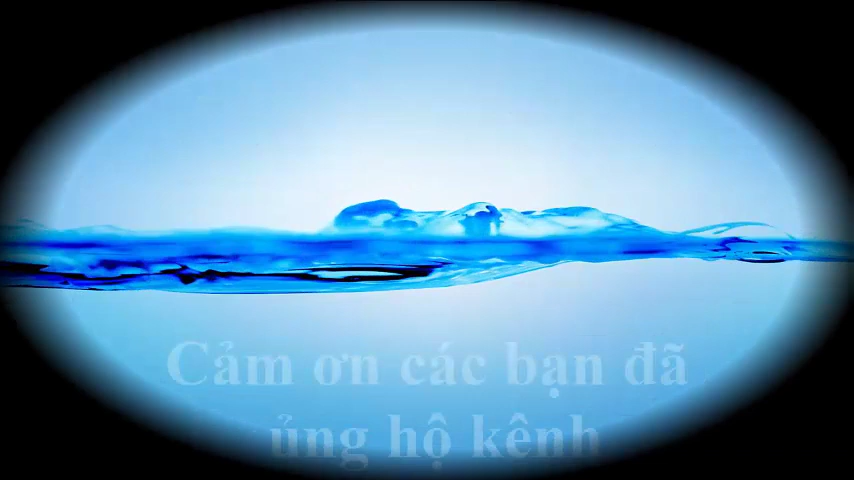 Cảm ơn các bạn đã
ủng hộ kênh